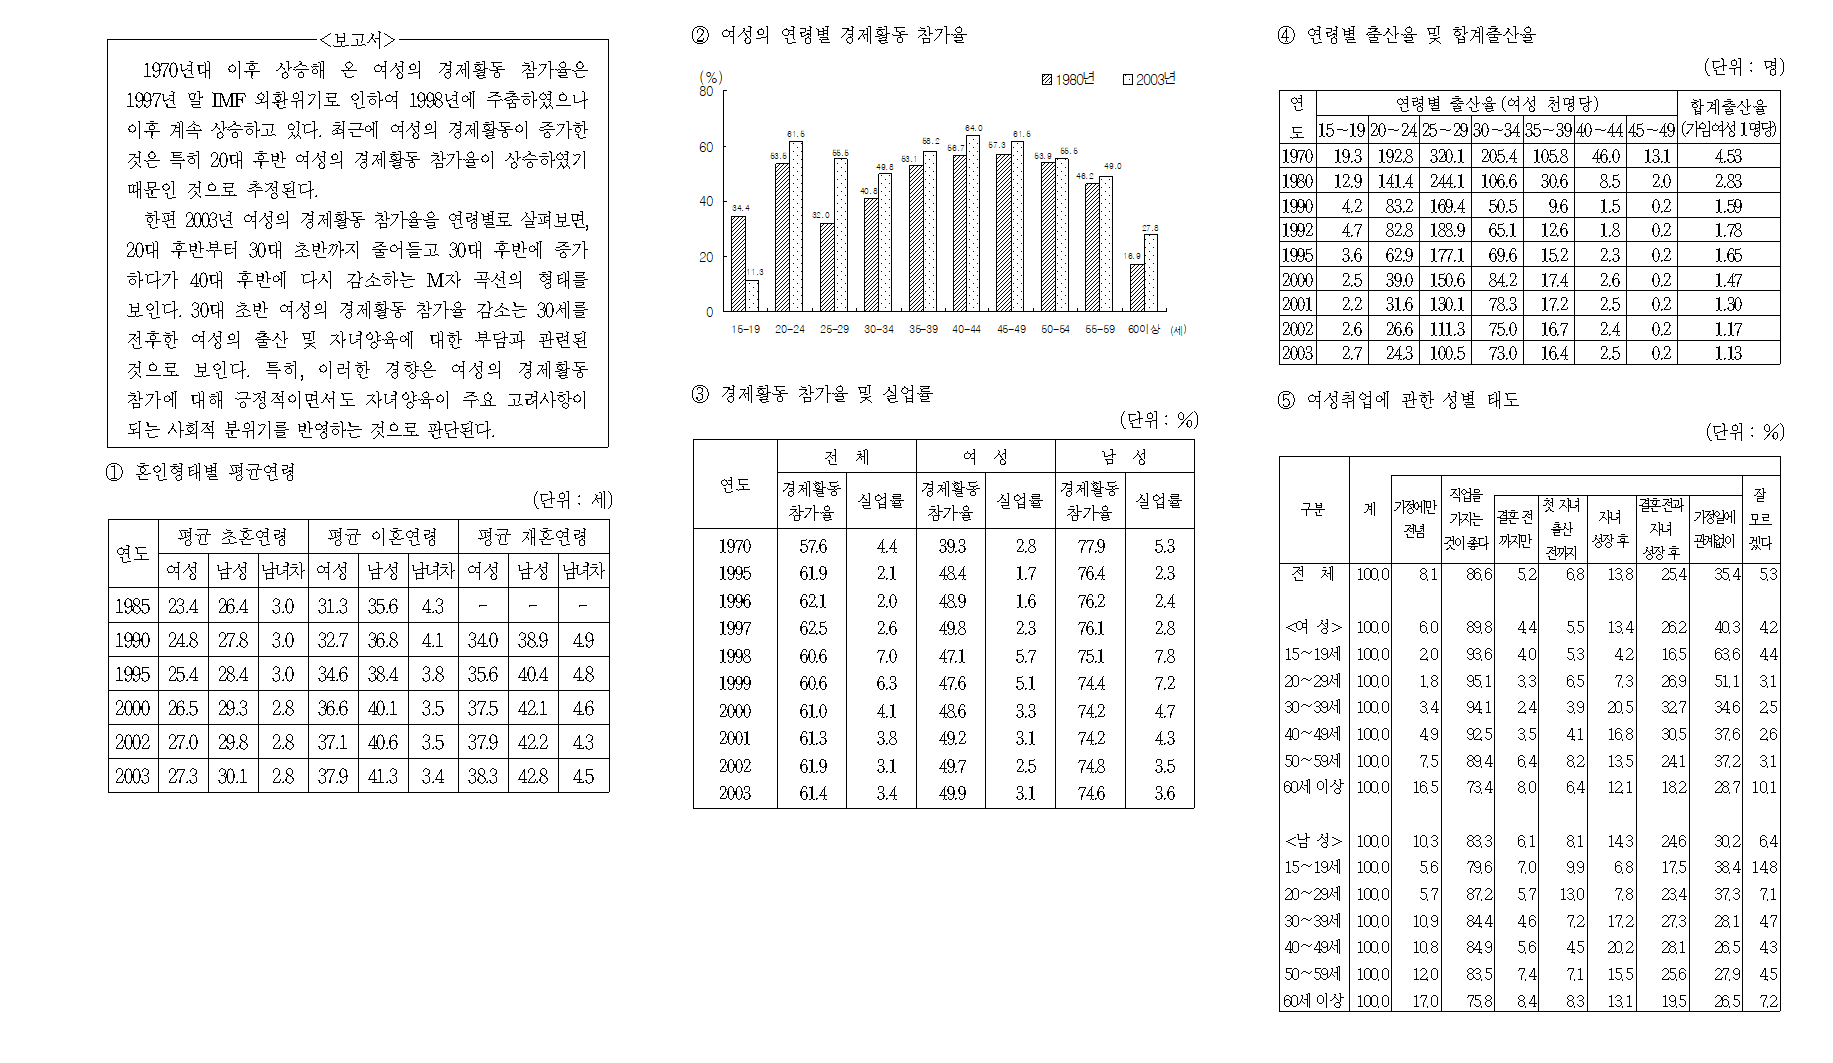 <보고서>
1970년대 이후 상승해 온 여성의 경제활동 참가율은
1997년 말 IMF 외환위기로 인하여 1998년에 주춤하였으나
이후 계속 상승하고 있다. 최근에 여성의 경제활동이 증가한
것은 특히 20대 후반 여성의 경제활동 참가율이 상승하였기
때문인 것으로 추정된다.
한편 2003년 여성의 경제활동 참가율을 연령별로 살펴보면,
20대 후반부터 30대 초반까지 줄어들고 30대 후반에 증가
하다가 40대 후반에 다시 감소하는 M자 곡선의 형태를
보인다. 30대 초반 여성의 경제활동 참가율 감소는 30세를
전후한 여성의 출산 및 자녀양육에 대한 부담과 관련된
것으로 보인다. 특히, 이러한 경향은 여성의 경제활동
참가에 대해 긍정적이면서도 자녀양육이 주요 고려사항이
되는 사회적 분위기를 반영하는 것으로 판단된다.
① 혼인형태별 평균연령
(단위 : 세)
연도 평균 초혼연령 평균 이혼연령 평균 재혼연령
여성 남성 남녀차 여성 남성 남녀차 여성 남성 남녀차
1985 23.4 26.4 3.0 31.3 35.6 4.3 - - -
1990 24.8 27.8 3.0 32.7 36.8 4.1 34.0 38.9 4.9
1995 25.4 28.4 3.0 34.6 38.4 3.8 35.6 40.4 4.8
2000 26.5 29.3 2.8 36.6 40.1 3.5 37.5 42.1 4.6
2002 27.0 29.8 2.8 37.1 40.6 3.5 37.9 42.2 4.3
2003 27.3 30.1 2.8 37.9 41.3 3.4 38.3 42.8 4.5
② 여성의 연령별 경제활동 참가율
(%)
1980년 2003년
80
60
40
20
0
34.4 11.3 53.5 61.5 32.0 55.5 40.8 49.8 53.1 58.2 56.7 64.0 57.3 61.5 53.9 55.5 46.2 49.0 16.9 27.8
15-19 20-24 25-29 30-34 35-39 40-44 45-49 50-54 55-59 60이상 (세)
③ 경제활동 참가율 및 실업률
(단위 : %)
연도 전 체 여 성 남 성
경제활동 참가율 실업률 경제활동 참가율 실업률 경제활동 참가율 실업률
1970 57.6 4.4 39.3 2.8 77.9 5.3
1995 61.9 2.1 48.4 1.7 76.4 2.3
1996 62.1 2.0 48.9 1.6 76.2 2.4
1997 62.5 2.6 49.8 2.3 76.1 2.8
1998 60.6 7.0 47.1 5.7 75.1 7.8
1999 60.6 6.3 47.6 5.1 74.4 7.2
2000 61.0 4.1 48.6 3.3 74.2 4.7
2001 61.3 3.8 49.2 3.1 74.2 4.3
2002 61.9 3.1 49.7 2.5 74.8 3.5
2003 61.4 3.4 49.9 3.1 74.6 3.6
④ 연령별 출산율 및 합계출산율
(단위 : 명)
연도 연령별 출산율 (여성 천명당) 합계출산율 (가임여성 1명당)
15~19 20~24 25~29 30~34 35~39 40~44 45~49
1970 19.3 192.8 320.1 205.4 105.8 46.0 13.1 4.53
1980 12.9 141.4 244.1 106.6 30.6 8.5 2.0 2.83
1990 4.2 83.2 169.4 50.5 9.6 1.5 0.2 1.59
1992 4.7 82.8 188.9 65.1 12.6 1.8 0.2 1.78
1995 3.6 62.9 177.1 69.6 15.2 2.3 0.2 1.65
2000 2.5 39.0 150.6 84.2 17.4 2.6 0.2 1.47
2001 2.2 31.6 130.1 78.3 17.2 2.5 0.2 1.30
2002 2.6 26.6 111.3 75.0 16.7 2.4 0.2 1.17
2003 2.7 24.3 100.5 73.0 16.4 2.5 0.2 1.13
⑤ 여성취업에 관한 성별 태도
(단위 : %)
구분 계 가정에만 전념 직업을 가지는 것이 좋다 결혼 전 까지만 첫 자녀 출산 전까지 자녀 성장 후 결혼 전과 자녀 성장 후 가정일에 관계없이 잘 모르겠다
전 체 100.0 8.1 86.6 5.2 6.8 13.8 25.4 35.4 5.3
<여 성> 100.0 6.0 89.8 4.4 5.5 13.4 26.2 40.3 4.2
15~19세 100.0 2.0 93.6 4.0 5.3 4.2 16.5 63.6 4.4
20~29세 100.0 1.8 95.1 3.3 6.5 7.3 26.9 51.1 3.1
30~39세 100.0 3.4 94.1 2.4 3.9 20.5 32.7 34.6 2.5
40~49세 100.0 4.9 92.5 3.5 4.1 16.8 30.5 37.6 2.6
50~59세 100.0 7.5 89.4 6.4 8.2 13.5 24.1 37.2 3.1
60세 이상 100.0 16.5 73.4 8.0 6.4 12.1 18.2 28.7 10.1
<남 성> 100.0 10.3 83.3 6.1 8.1 14.3 24.6 30.2 6.4
15~19세 100.0 5.6 79.6 7.0 9.9 6.8 17.5 38.4 14.8
20~29세 100.0 5.7 87.2 5.7 13.0 7.8 23.4 37.3 7.1
30~39세 100.0 10.9 84.4 4.6 7.2 17.2 27.3 28.1 4.7
40~49세 100.0 10.8 84.9 5.6 4.5 20.2 28.1 26.5 4.3
50~59세 100.0 12.0 83.5 7.4 7.1 15.5 25.6 27.9 4.5
60세 이상 100.0 17.0 75.8 8.4 8.3 13.1 19.5 26.5 7.2